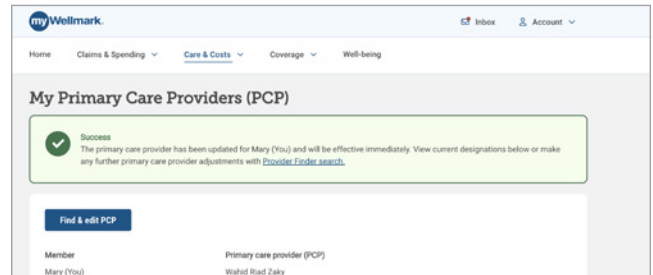 myWellmark.
Inbox
Account
Home
Claims & Spending
Care & Costs
Coverage
Well-being
My Primary Care Providers (PCP)
Success
The primary care provider has been updated for Mary (You) and will be effective immediately. View current designations below or make
any further primary care provider adjustments with Provider Finder search.
Find & edit PCP
Member
Primary care provider (PCP)
Mary (You)
Wahid Riad Zaky